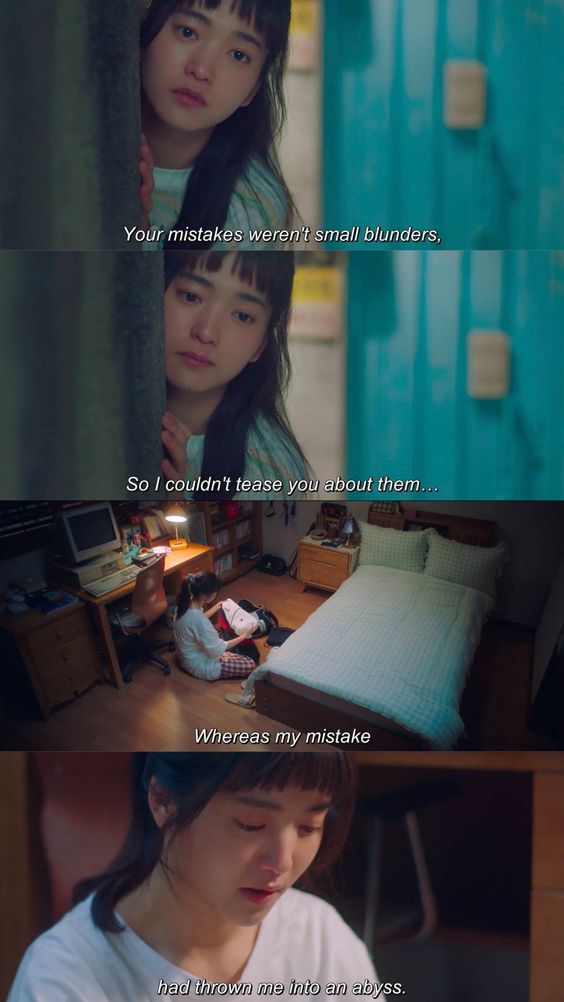 Your mistakes weren't small blunders,
So I couldn't tease you about them…
Whereas my mistake
had thrown me into an abyss.